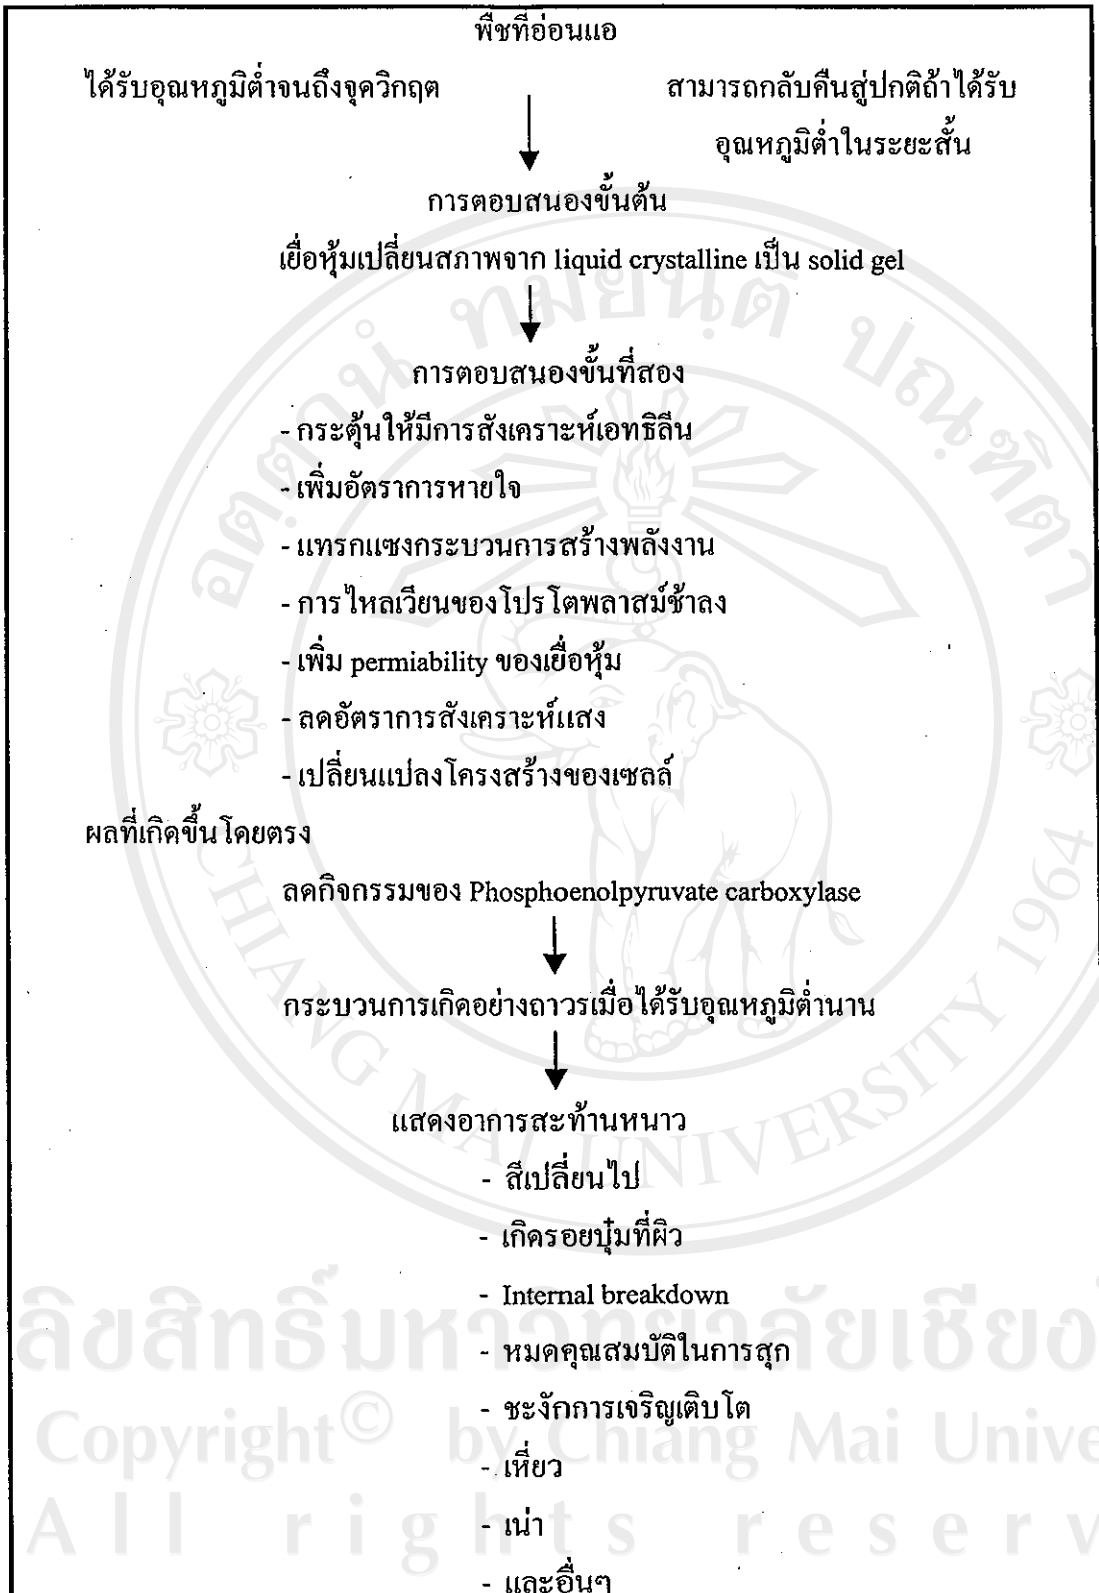 พืชที่อ่อนแอ
ได้รับอุณหภูมิต่ำจนถึงจุดวิกฤต
สามารถกลับคืนสู่ปกติถ้าได้รับ
อุณหภูมิต่ำในระยะสั้น
การตอบสนองขั้นต้น
เยื่อหุ้มเปลี่ยนสภาพจาก liquid crystalline เป็น solid gel
การตอบสนองขั้นที่สอง
- กระตุ้นให้มีการสังเคราะห์เอทธิลีน
- เพิ่มอัตราการหายใจ
- แทรกแซงกระบวนการสร้างพลังงาน
- การไหลเวียนของโปรโตพลาสม์ช้าลง
- เพิ่ม permiability ของเยื่อหุ้ม
- ลดอัตราการสังเคราะห์แสง
- เปลี่ยนแปลงโครงสร้างของเซลล์
ผลที่เกิดขึ้นโดยตรง
ลดกิจกรรมของ Phosphoenolpyruvate carboxylase
กระบวนการเกิดอย่างถาวรเมื่อได้รับอุณหภูมิต่ำนาน
แสดงอาการสะท้านหนาว
- สีเปลี่ยนไป
- เกิดรอยบุ๋มที่ผิว
- Internal breakdown
- หมดคุณสมบัติในการสุก
- ชะงักการเจริญเติบโต
- เหี่ยว
- เน่า
- และอื่นๆ
อตฺตานํ ทมยนฺติ ปณฺฑิตา
CHIANG MAI UNIVERSITY 1964
ลิขสิทธิ์มหาวิทยาลัยเชียง
Copyright© by Chiang Mai Unive
All rights reserv